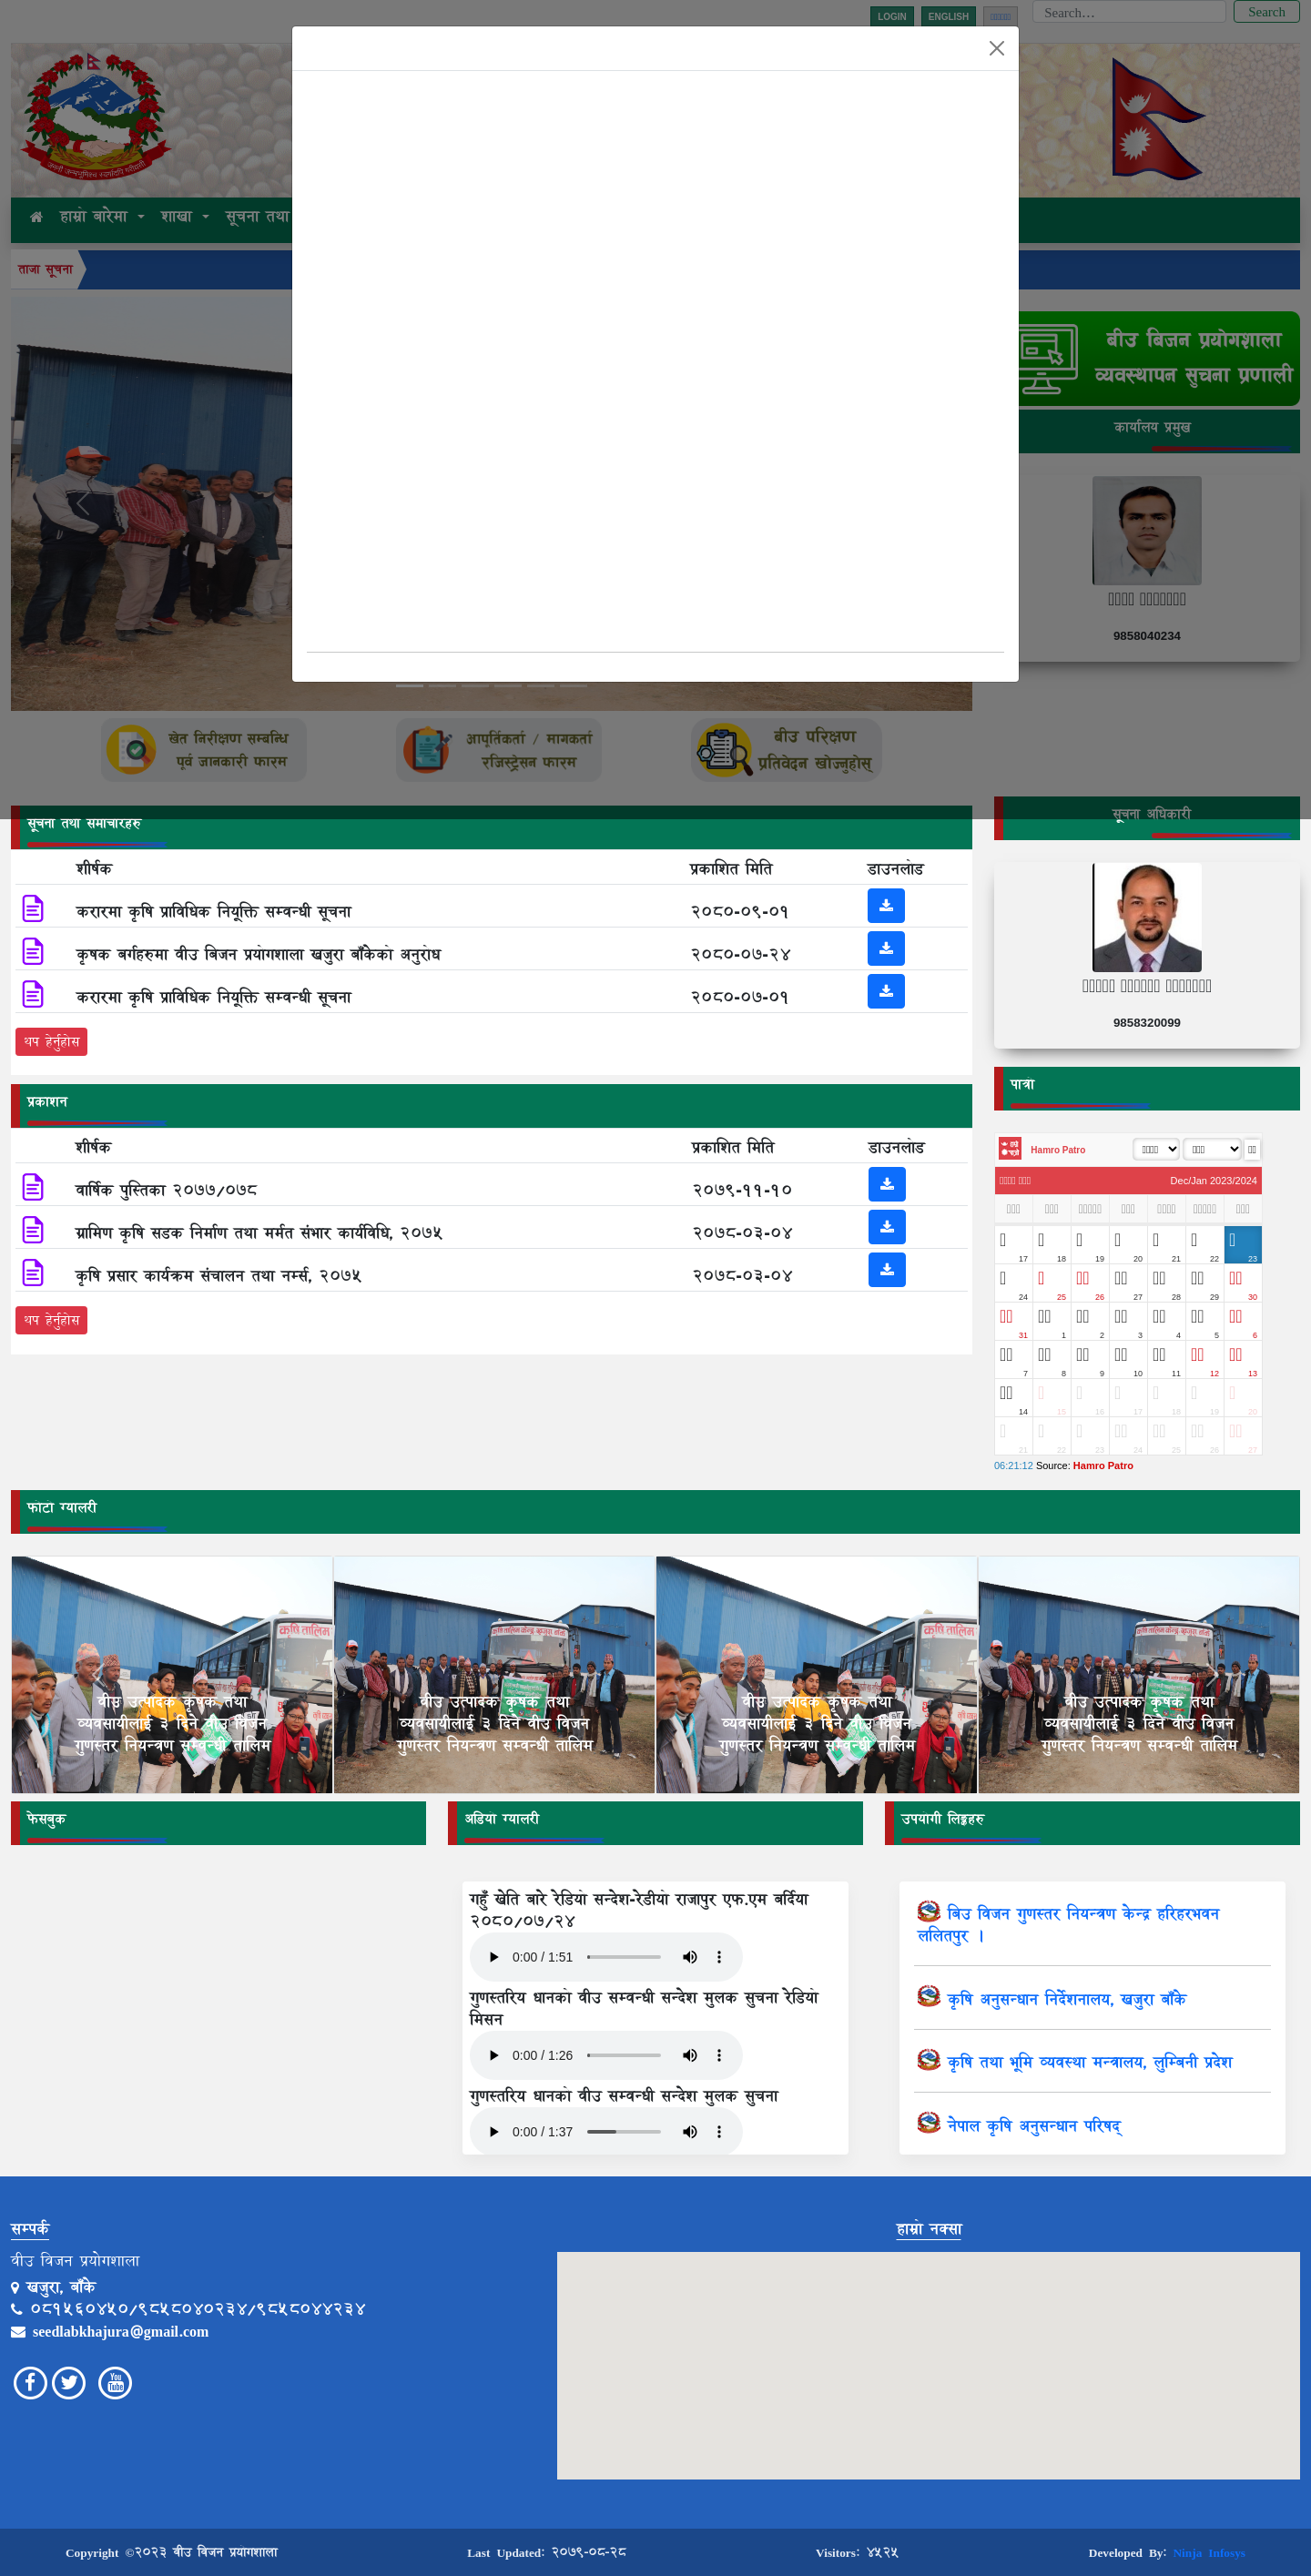 LOGIN ENGLISH
Search... Search
हाम्रो बारेमा शाखा सूचना तथा
ताजा सूचना
बीउ बिजन प्रयोगशाला
व्यवस्थापन सुचना प्रणाली
कार्यालय प्रमुख
9858040234
खेत निरीक्षण सम्बन्धि
पूर्व जानकारी फारम
आपूर्तिकर्ता / मागकर्ता
रजिस्ट्रेसन फारम
बीउ परिक्षण
प्रतिवेदन खोज्नुहोस्
सूचना अधिकारी
9858320099
सूचना तथा समाचारहरु
शीर्षक प्रकाशित मिति डाउनलोड
करारमा कृषि प्राविधिक नियूक्ति सम्वन्धी सूचना २०८०-०९-०१
कृषक बर्गहरुमा वीउ बिजन प्रयोगशाला खजुरा बाँकेको अनुरोध २०८०-०७-२४
करारमा कृषि प्राविधिक नियूक्ति सम्वन्धी सूचना २०८०-०७-०१
थप हेर्नुहोस
प्रकाशन
शीर्षक प्रकाशित मिति डाउनलोड
वार्षिक पुस्तिका २०७७/०७८ २०७९-११-१०
ग्रामिण कृषि सडक निर्माण तथा मर्मत संभार कार्यविधि, २०७५ २०७८-०३-०४
कृषि प्रसार कार्यक्रम संचालन तथा नर्म्स, २०७५ २०७८-०३-०४
थप हेर्नुहोस
पात्रो
Hamro Patro
Dec/Jan 2023/2024
17 18 19 20 21 22 23
24 25 26 27 28 29 30
31 1 2 3 4 5 6
7 8 9 10 11 12 13
14 15 16 17 18 19 20
21 22 23 24 25 26 27
06:21:12 Source: Hamro Patro
फोटो ग्यालरी
वीउ उत्पादक कृषक तथा
व्यवसायीलाई ३ दिने वीउ विजन
गुणस्तर नियन्त्रण सम्वन्धी तालिम
वीउ उत्पादक कृषक तथा
व्यवसायीलाई ३ दिने वीउ विजन
गुणस्तर नियन्त्रण सम्वन्धी तालिम
वीउ उत्पादक कृषक तथा
व्यवसायीलाई ३ दिने वीउ विजन
गुणस्तर नियन्त्रण सम्वन्धी तालिम
वीउ उत्पादक कृषक तथा
व्यवसायीलाई ३ दिने वीउ विजन
गुणस्तर नियन्त्रण सम्वन्धी तालिम
फेसबुक
अडियो ग्यालरी
गहुँ खेति बारे रेडियो सन्देश-रेडीयो राजापुर एफ.एम बर्दिया
२०८०/०७/२४
0:00 / 1:51
गुणस्तरिय धानको वीउ सम्वन्धी सन्देश मुलक सुचना रेडियो
मिसन
0:00 / 1:26
गुणस्तरिय धानको वीउ सम्वन्धी सन्देश मुलक सुचना
0:00 / 1:37
उपयोगी लिङ्कहरु
बिउ विजन गुणस्तर नियन्त्रण केन्द्र हरिहरभवन
ललितपुर ।
कृषि अनुसन्धान निर्देशनालय, खजुरा बाँके
कृषि तथा भूमि व्यवस्था मन्त्रालय, लुम्बिनी प्रदेश
नेपाल कृषि अनुसन्धान परिषद्
सम्पर्क
वीउ विजन प्रयोगशाला
खजुरा, बाँके
०८१५६०४५०/९८५८०४०२३४/९८५८०४४२३४
seedlabkhajura@gmail.com
हाम्रो नक्सा
Copyright ©२०२३ वीउ विजन प्रयोगशाला
Last Updated: २०७९-०८-२८
Visitors: ४५२५
Developed By: Ninja Infosys